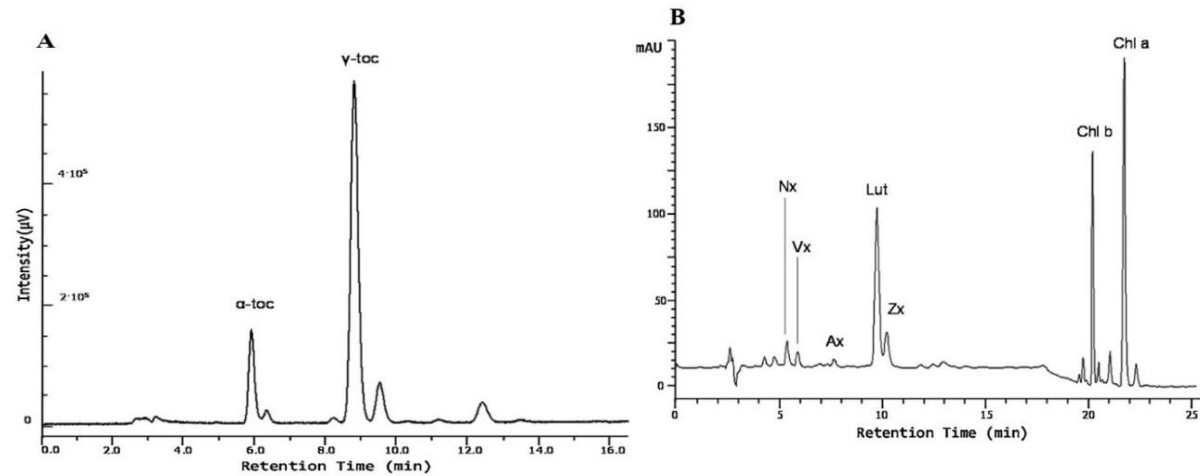 A
γ-toc
4·10⁵
Intensity(µV)
2·10⁵
α-toc
0
0.0 2.0 4.0 6.0 8.0 10.0 12.0 14.0 16.0
Retention Time (min)
B
mAU
Chl a
150
Chl b
Nx
Lut
100
Vx
50
Zx
Ax
0
0 5 10 15 20 25
Retention Time (min)